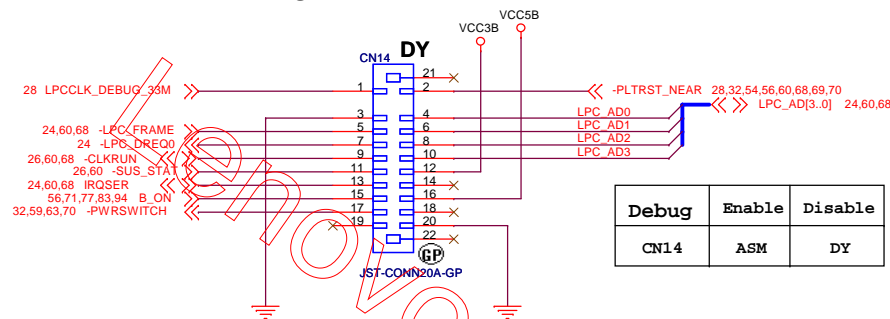 VCC5B
VCC3B
CN14 DY
21
28 LPCCLK_DEBUG_33M 1 2 -PLTRST_NEAR 28,32,54,56,60,68,69,70
3 4 LPC_AD0 LPC_AD[3..0] 24,60,68
24,60,68 -LPC_FRAME 5 6 LPC_AD1
24 -LPC_DREQ0 7 8 LPC_AD2
26,60,68 -CLKRUN 9 10 LPC_AD3
26,60 -SUS_STAT 11 12
24,60,68 IRQSER 13 14
56,71,77,83,94 B_ON 15 16
32,59,63,70 -PWRSWITCH 17 18
19 20
22
GP
JST-CONN20A-GP
Debug Enable Disable
CN14 ASM DY
Lenovo